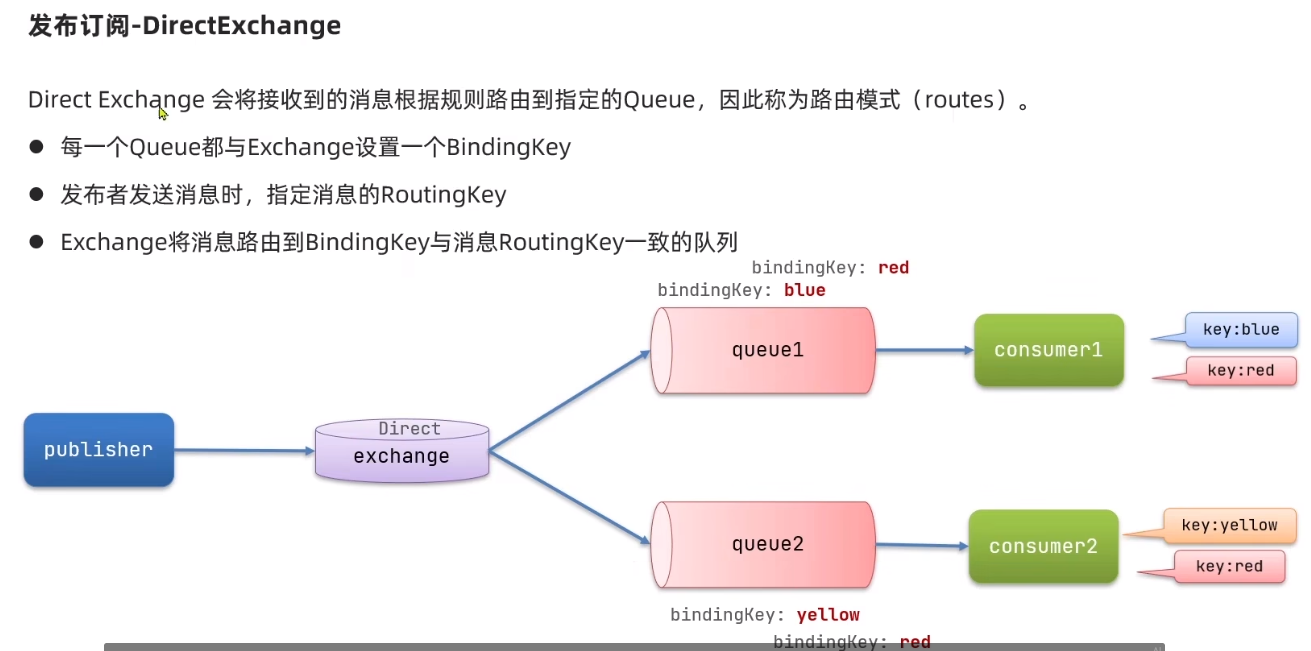 发布订阅-DirectExchange
Direct Exchange 会将接收到的消息根据规则路由到指定的Queue，因此称为路由模式（routes）。
● 每一个Queue都与Exchange设置一个BindingKey
● 发布者发送消息时，指定消息的RoutingKey
● Exchange将消息路由到BindingKey与消息RoutingKey一致的队列
bindingKey: red
bindingKey: blue
queue1
consumer1
key:blue
key:red
publisher
Direct
exchange
queue2
consumer2
key:yellow
key:red
bindingKey: yellow
bindingKey: red